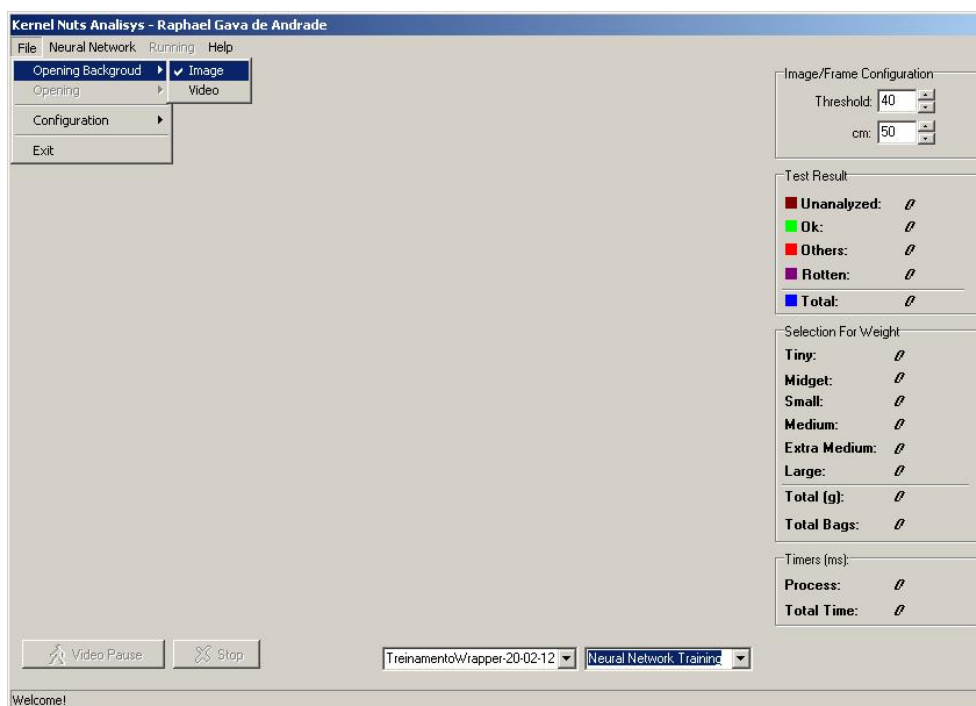 Kernel Nuts Analisys - Raphael Gava de Andrade
File Neural Network Running Help
Opening Backgroud Image
Opening Video
Configuration
Exit
Image/Frame Configuration
Threshold: 40
cm: 50
Test Result
Unanalyzed: 0
Ok: 0
Others: 0
Rotten: 0
Total: 0
Selection For Weight
Tiny: 0
Midget: 0
Small: 0
Medium: 0
Extra Medium: 0
Large: 0
Total (g): 0
Total Bags: 0
Timers (ms):
Process: 0
Total Time: 0
Video Pause Stop TreinamentoWrapper-20-02-12 Neural Network Training
Welcome!